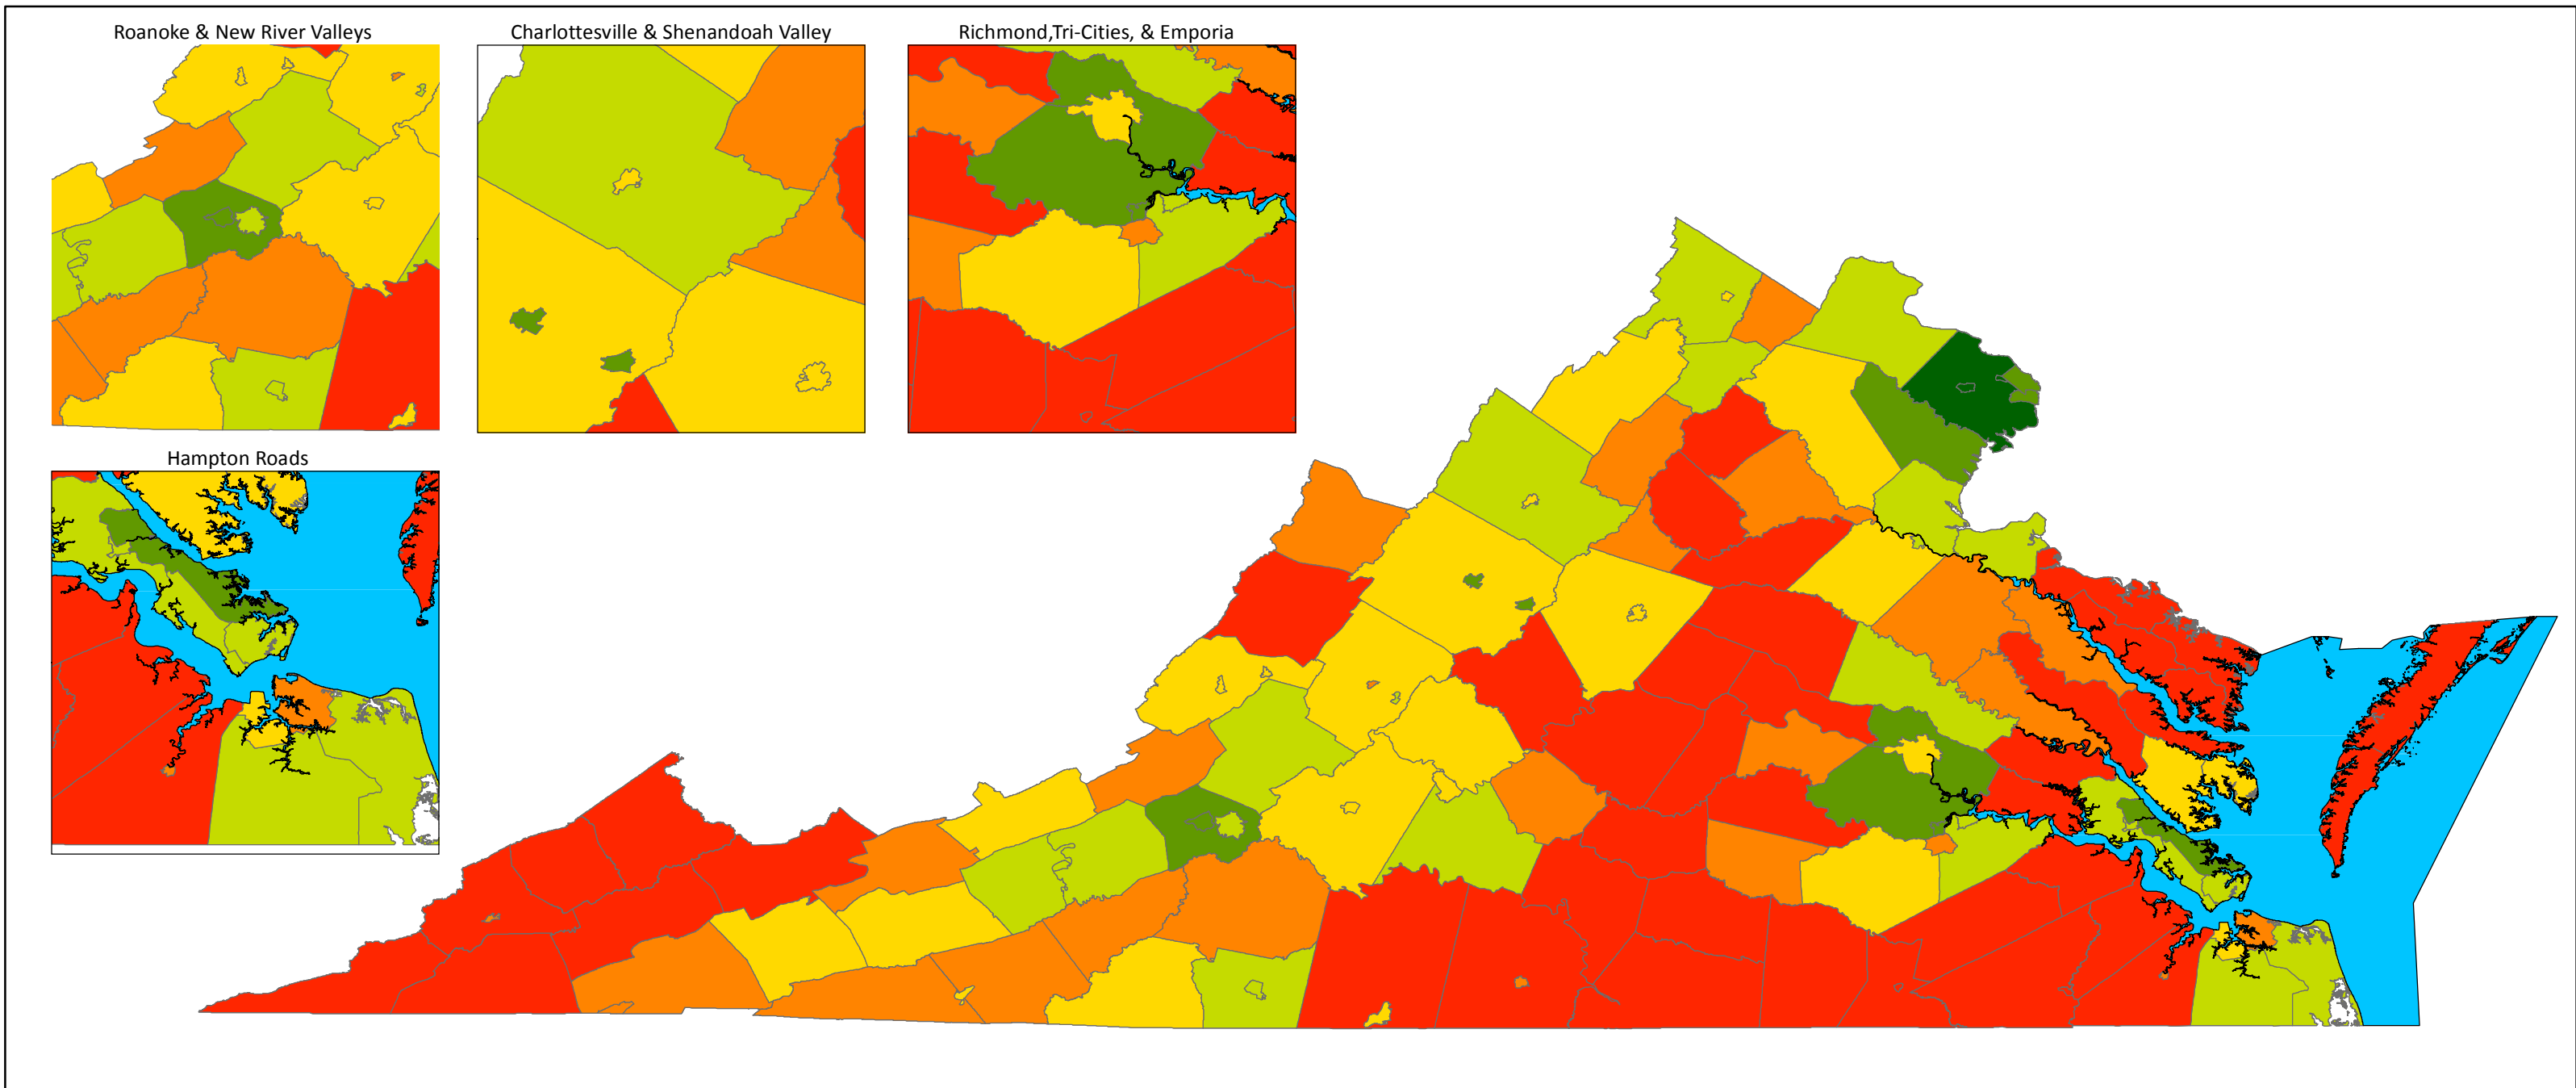 Roanoke & New River Valleys
Charlottesville & Shenandoah Valley
Richmond,Tri-Cities, & Emporia
Hampton Roads